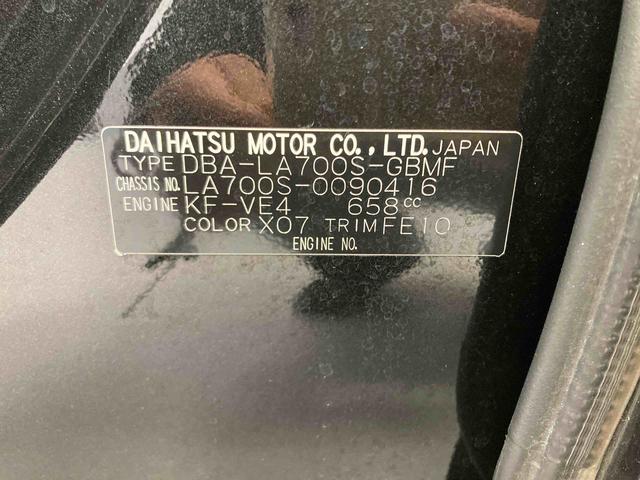 DAIHATSU MOTOR CO., LTD. JAPAN
TYPE DBA-LA700S-GBMF
CHASSIS NO. LA700S-0090416
ENGINE KF-VE4 658cc
COLOR X07 TRIM FE10
ENGINE NO.